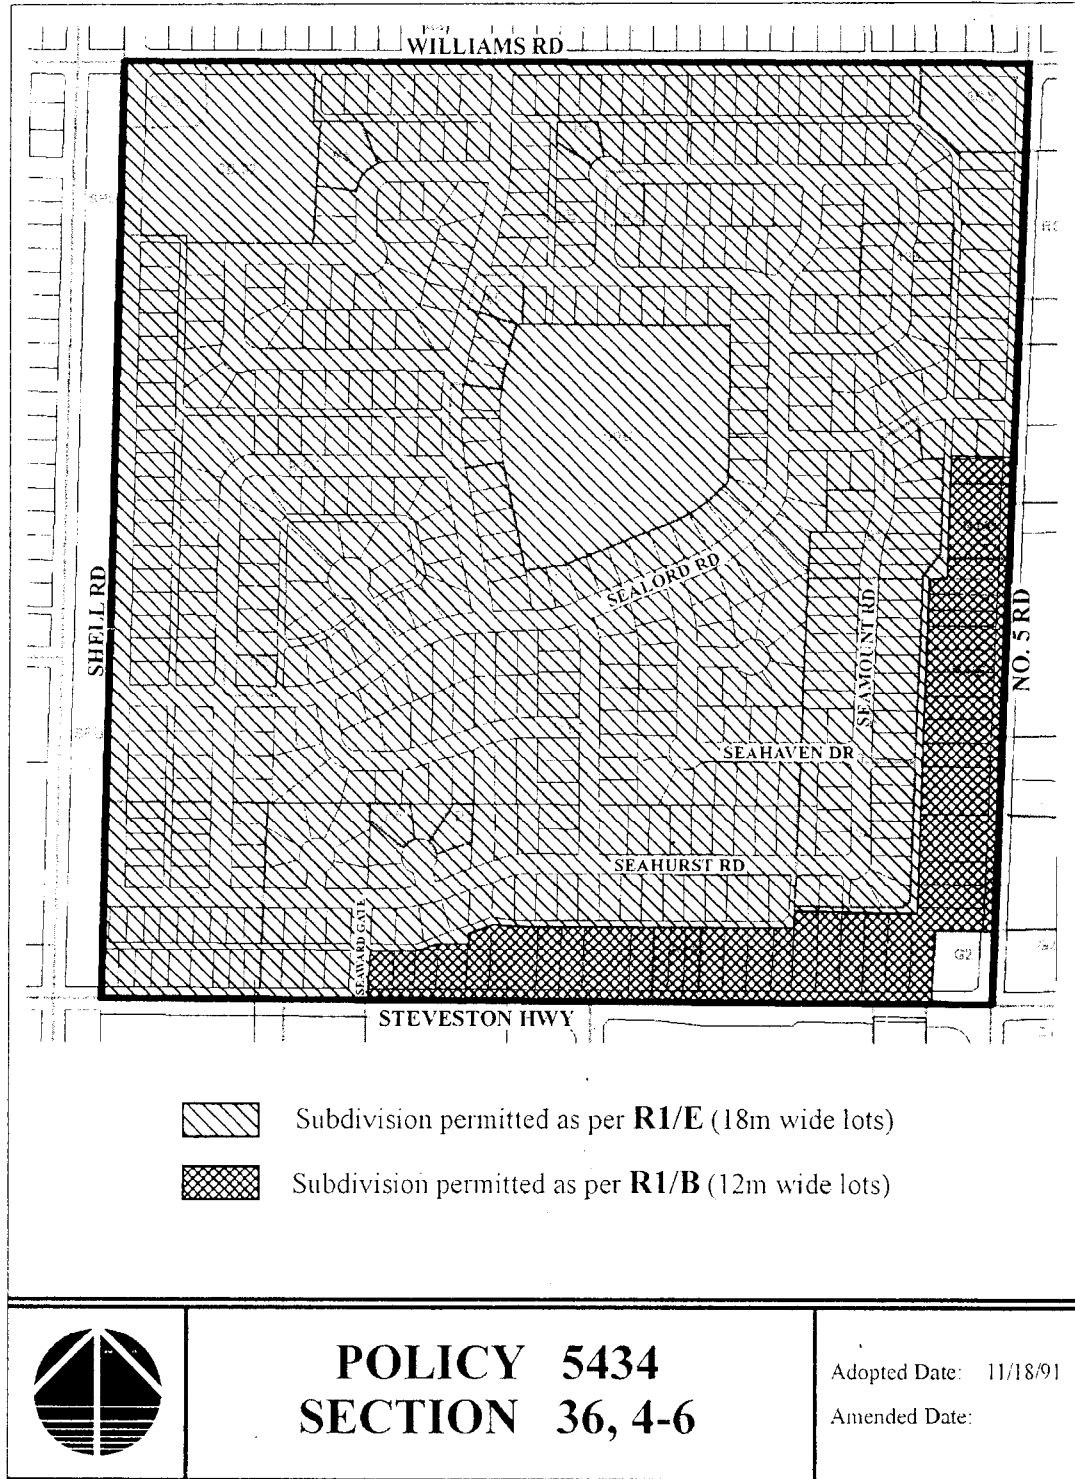 WILLIAMS RD
SHELL RD
SEALORD RD
SEAMOUNT RD
NO. 5 RD
SEAHAVEN DR
SEAHURST RD
SEAWARD GATE
G2
STEVESTON HWY
Subdivision permitted as per R1/E (18m wide lots)
Subdivision permitted as per R1/B (12m wide lots)
POLICY 5434
SECTION 36, 4-6
Adopted Date: 11/18/91
Amended Date: